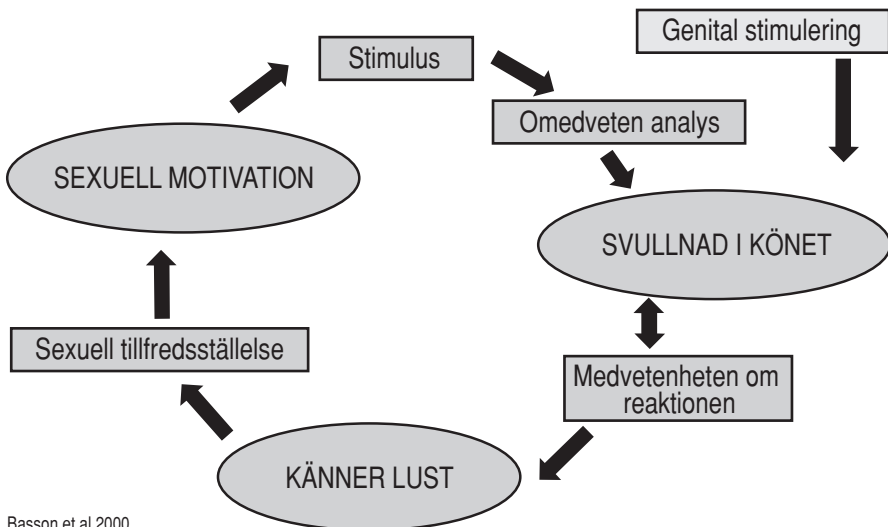 Genital stimulering
Stimulus
Omedveten analys
SEXUELL MOTIVATION
SVULLNAD I KÖNET
Sexuell tillfredsställelse
Medvetenheten om
reaktionen
KÄNNER LUST
Basson et al 2000